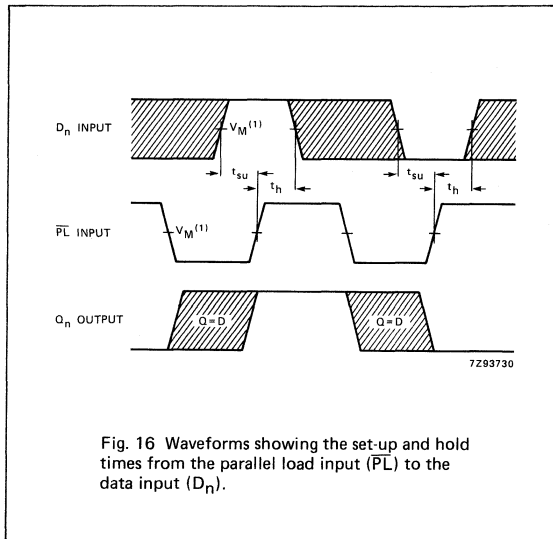 Dn INPUT
VM(1)
tsu
th
tsu
th
PL INPUT
VM(1)
Qn OUTPUT
Q=D
Q=D
7Z93730
Fig. 16 Waveforms showing the set-up and hold
times from the parallel load input (PL) to the
data input (Dn).